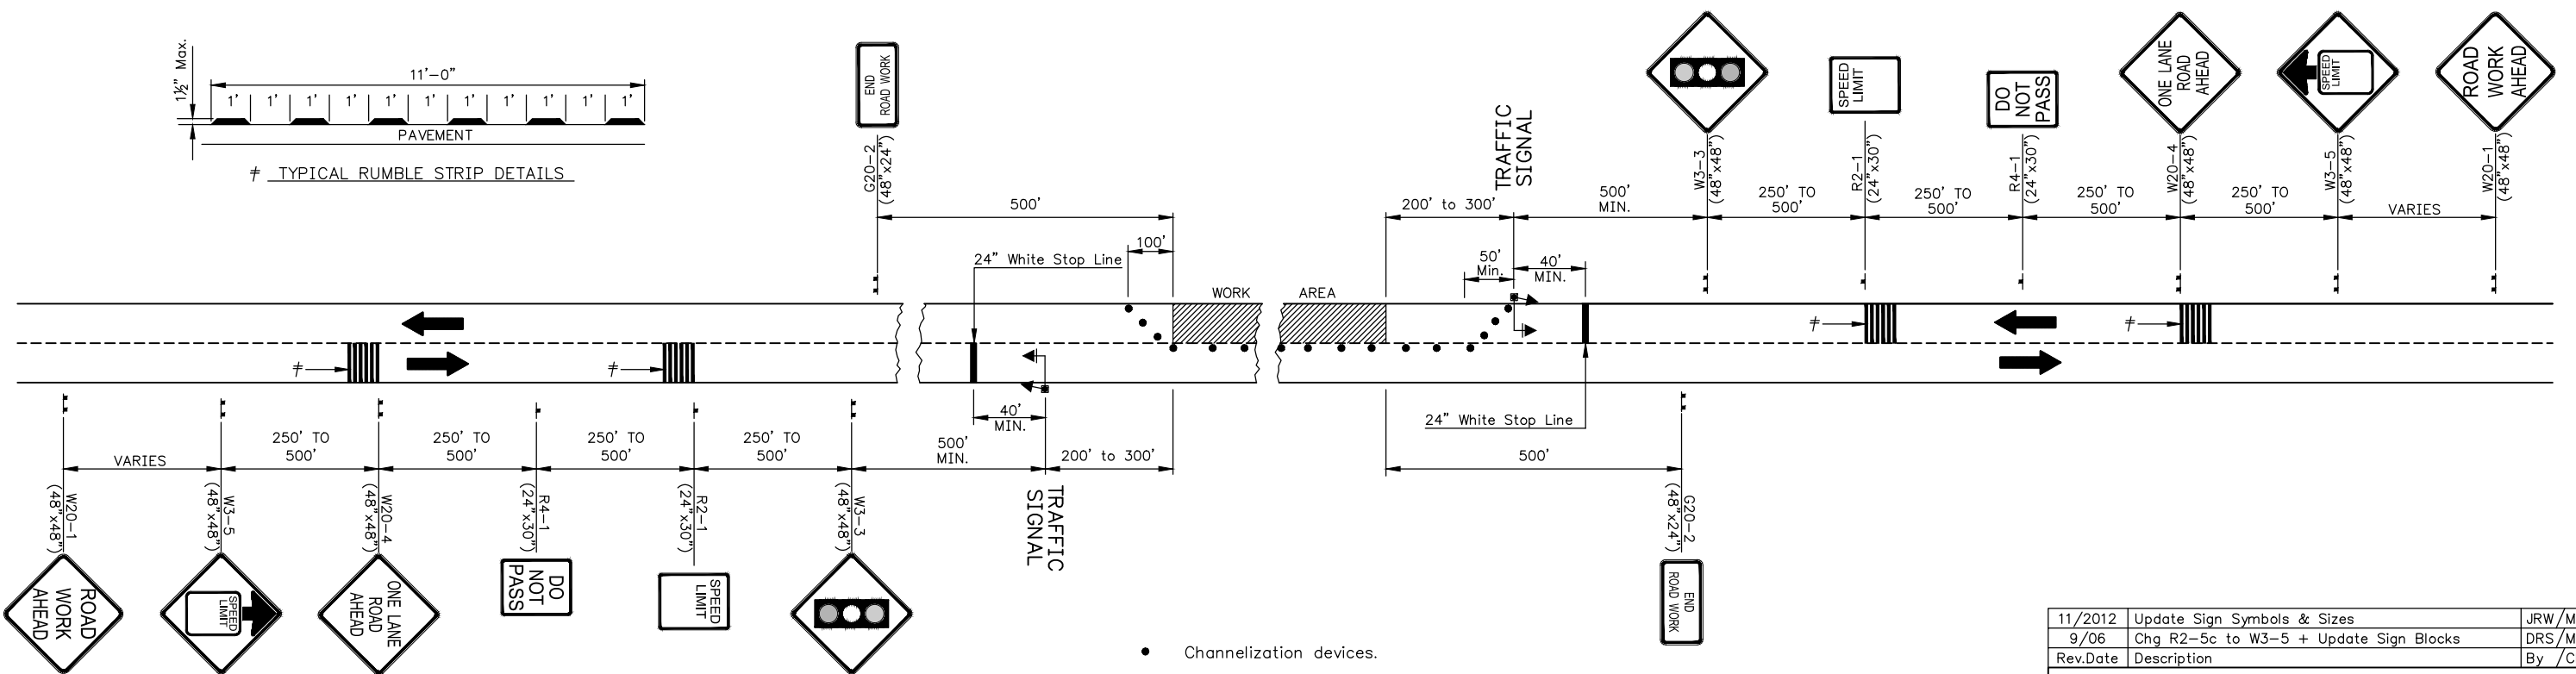 1½" Max.
11'-0"
1' 1' 1' 1' 1' 1' 1' 1' 1' 1' 1'
PAVEMENT
# TYPICAL RUMBLE STRIP DETAILS
END
ROAD WORK
G20-2
(48"x24")
500'
100'
24" White Stop Line
WORK AREA
200' to 300'
TRAFFIC
SIGNAL
50'
Min.
40'
MIN.
500'
MIN.
W3-3
(48"x48")
250' TO
500'
SPEED
LIMIT
R2-1
(24"x30")
250' TO
500'
DO
NOT
PASS
R4-1
(24"x30")
250' TO
500'
ONE LANE
ROAD
AHEAD
W20-4
(48"x48")
250' TO
500'
SPEED
LIMIT
W3-5
(48"x48")
VARIES
ROAD
WORK
AHEAD
W20-1
(48"x48")
#
#
#
#
VARIES
250' TO
500'
250' TO
500'
250' TO
500'
250' TO
500'
500'
MIN.
40'
MIN.
200' to 300'
24" White Stop Line
500'
W20-1
(48"x48")
ROAD
WORK
AHEAD
W3-5
(48"x48")
SPEED
LIMIT
W20-4
(48"x48")
ONE LANE
ROAD
AHEAD
R4-1
(24"x30")
DO
NOT
PASS
R2-1
(24"x30")
SPEED
LIMIT
W3-3
(48"x48")
TRAFFIC
SIGNAL
G20-2
(48"x24")
END
ROAD WORK
• Channelization devices.
11/2012 Update Sign Symbols & Sizes JRW/M
9/06 Chg R2-5c to W3-5 + Update Sign Blocks DRS/M
Rev.Date Description By /C